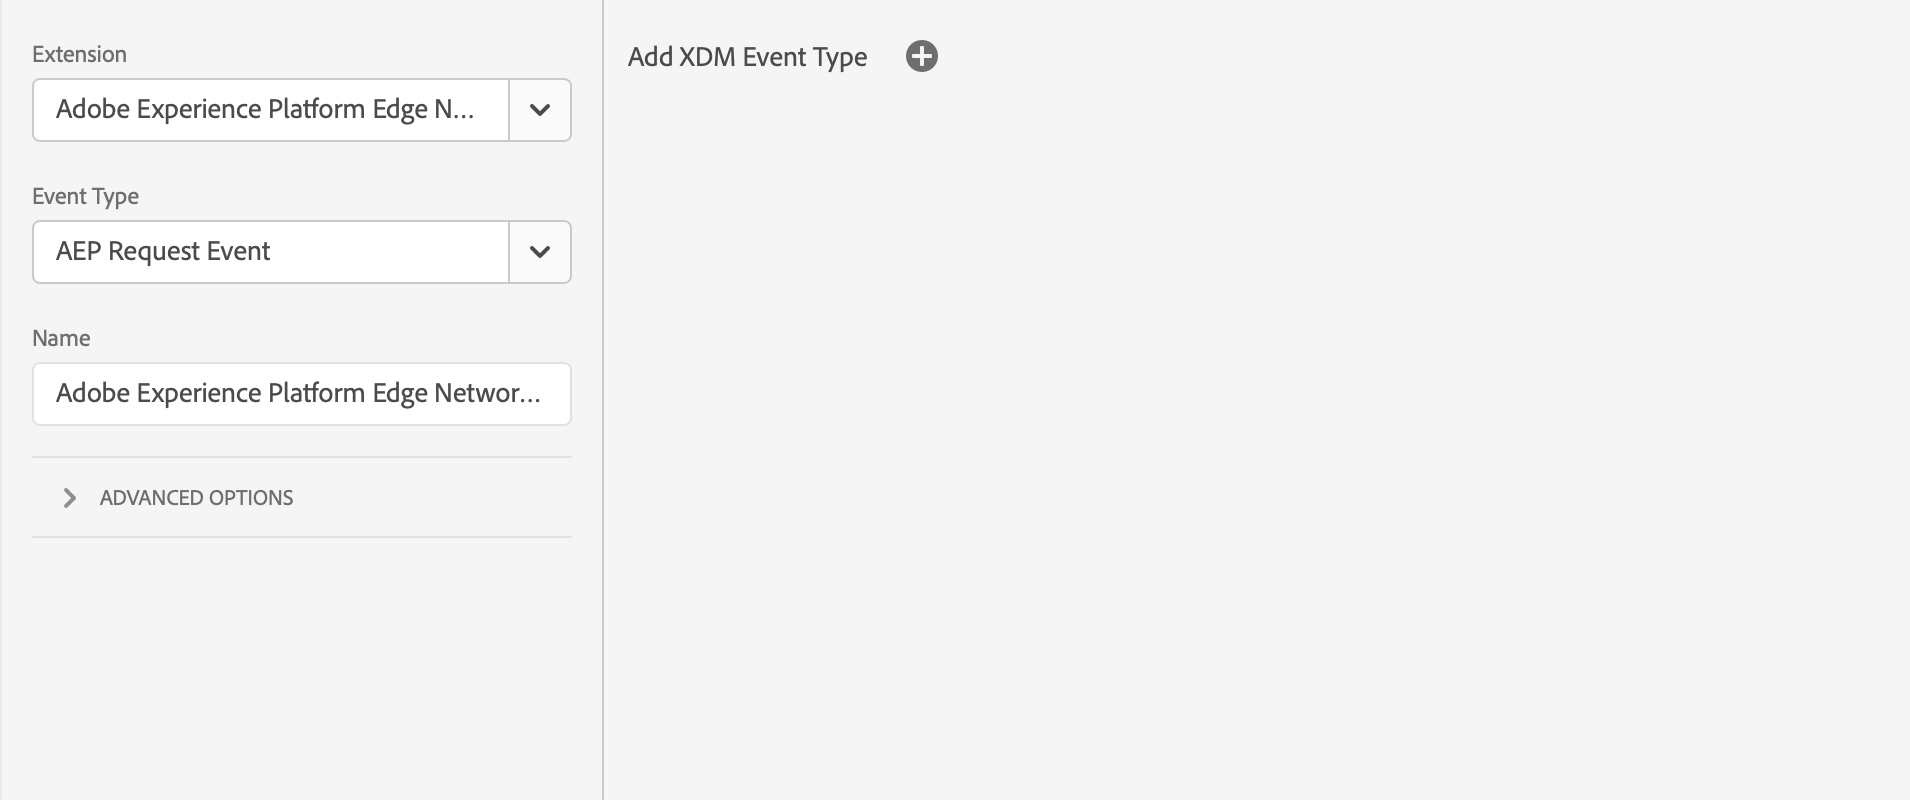 Extension
Adobe Experience Platform Edge N...
Event Type
AEP Request Event
Name
Adobe Experience Platform Edge Networ...
ADVANCED OPTIONS
Add XDM Event Type